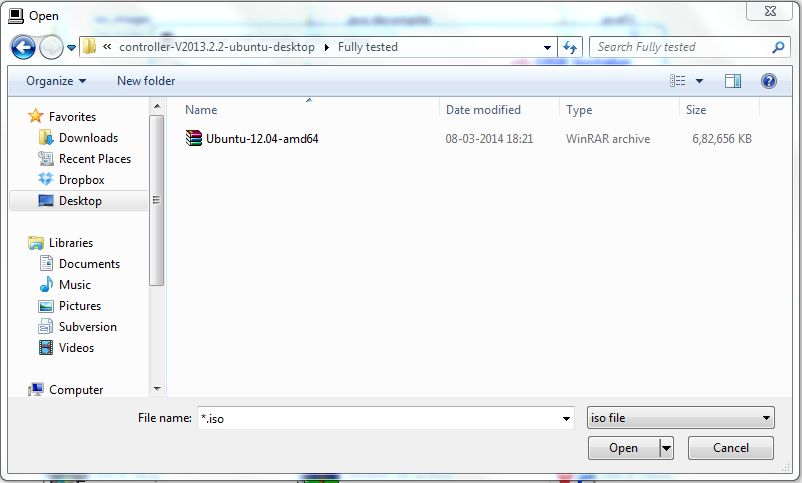 Open
« controller-V2013.2.2-ubuntu-desktop Fully tested
Search Fully tested
Organize New folder
Name Date modified Type Size
Ubuntu-12.04-amd64 08-03-2014 18:21 WinRAR archive 6,82,656 KB
Favorites
Downloads
Recent Places
Dropbox
Desktop
Libraries
Documents
Music
Pictures
Subversion
Videos
Computer
File name: *.iso iso file
Open Cancel